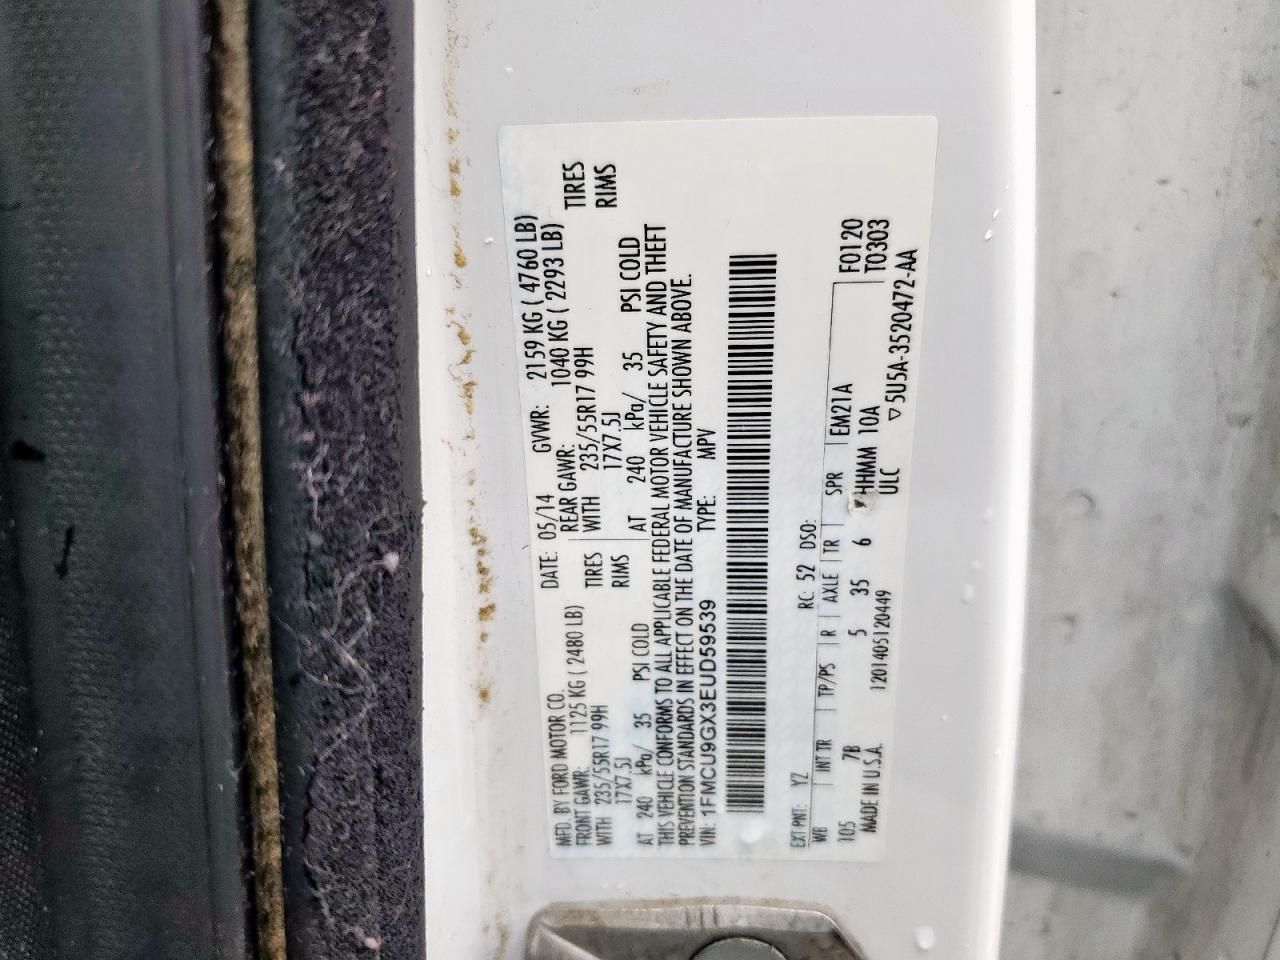 MFD. BY FORD MOTOR CO. DATE: 05/14 GVWR: 2159 KG ( 4760 LB)
FRONT GAWR: 1125 KG ( 2480 LB) REAR GAWR: 1040 KG ( 2293 LB)
WITH 235/55R17 99H TIRES WITH 235/55R17 99H TIRES
17X7.5J RIMS 17X7.5J RIMS
AT 240 kPa/ 35 PSI COLD AT 240 kPa/ 35 PSI COLD
THIS VEHICLE CONFORMS TO ALL APPLICABLE FEDERAL MOTOR VEHICLE SAFETY AND THEFT
PREVENTION STANDARDS IN EFFECT ON THE DATE OF MANUFACTURE SHOWN ABOVE.
VIN: 1FMCU9GX3EUD59539 TYPE: MPV
EXT PNT: YZ RC: 52 DSO:
WB INT TR TP/PS R AXLE TR SPR EM21A F0120
105 7B 5 35 6 HHMM 10A T0303
MADE IN U.S.A. 1201405120449 ULC ▽5U5A-3520472-AA